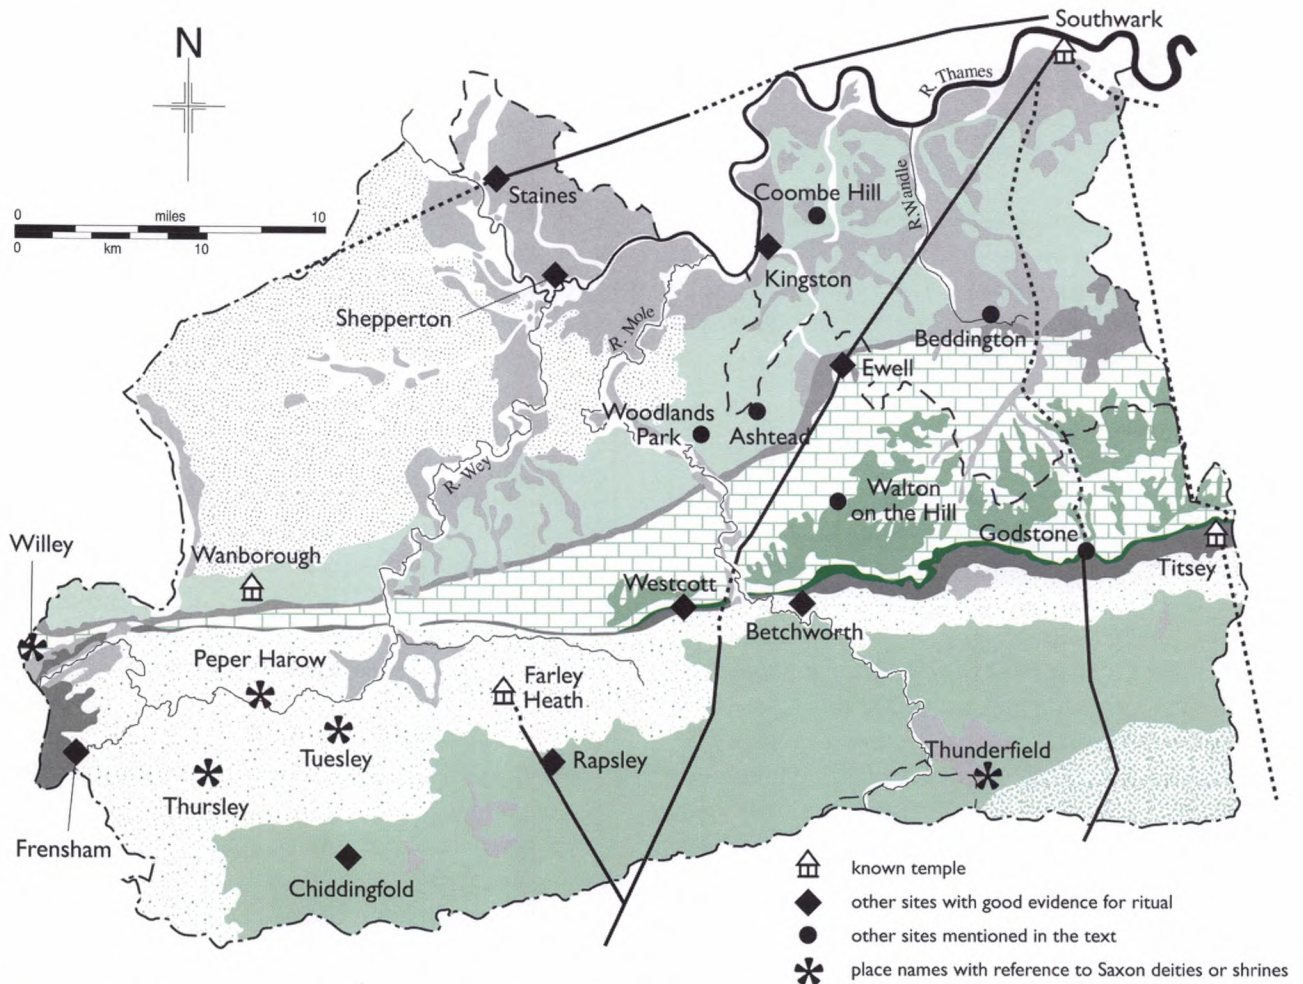 Southwark
R. Thames
N
Staines
Coombe Hill
R. Wandle
0 miles 10
0 km 10
Kingston
Shepperton
R. Mole
Beddington
Ewell
Woodlands
Park
Ashtead
R. Wey
Walton
on the Hill
Godstone
Willey
Wanborough
Titsey
Westcott
Betchworth
Peper Harow
Farley
Heath
Tuesley
Rapsley
Thunderfield
Thursley
Frensham
Chiddingfold
known temple
other sites with good evidence for ritual
other sites mentioned in the text
place names with reference to Saxon deities or shrines